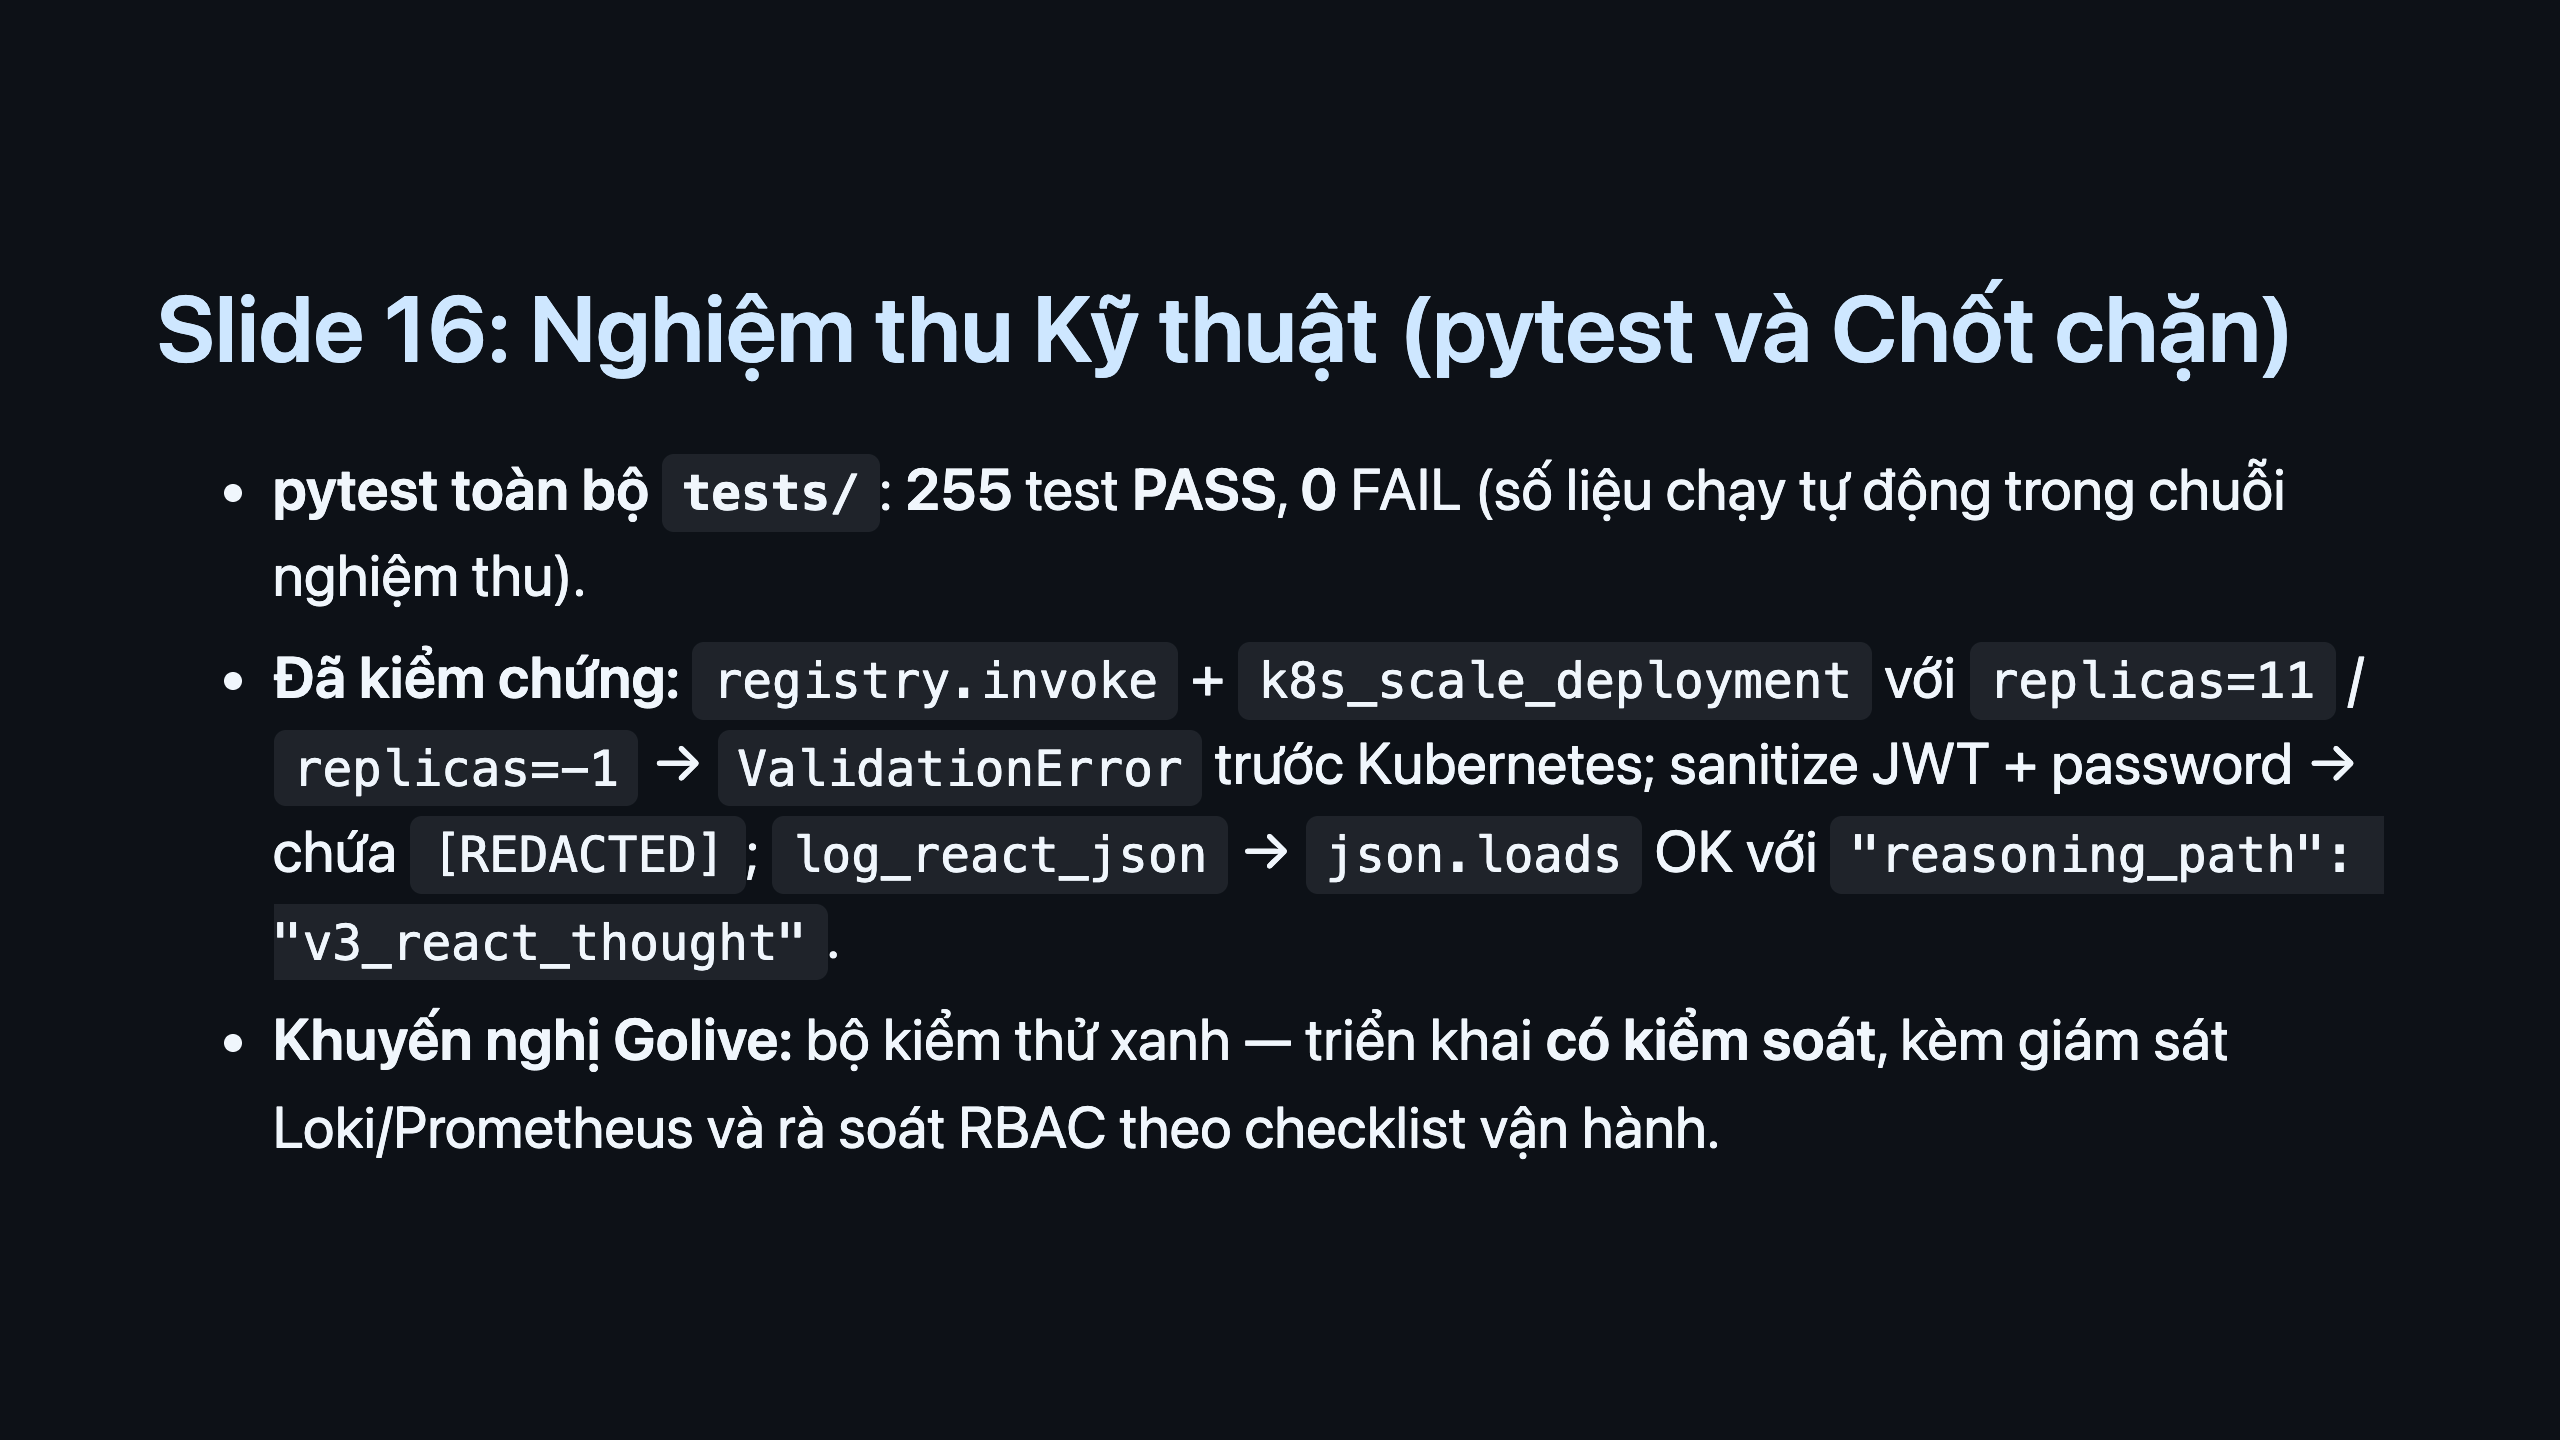 Slide 16: Nghiệm thu Kỹ thuật (pytest và Chốt chặn)
• pytest toàn bộ tests/ : 255 test PASS, 0 FAIL (số liệu chạy tự động trong chuỗi
nghiệm thu).
• Đã kiểm chứng: registry.invoke + k8s_scale_deployment với replicas=11 /
replicas=-1 → ValidationError trước Kubernetes; sanitize JWT + password →
chứa [REDACTED] ; log_react_json → json.loads OK với "reasoning_path":
"v3_react_thought" .
• Khuyến nghị Golive: bộ kiểm thử xanh — triển khai có kiểm soát, kèm giám sát
Loki/Prometheus và rà soát RBAC theo checklist vận hành.